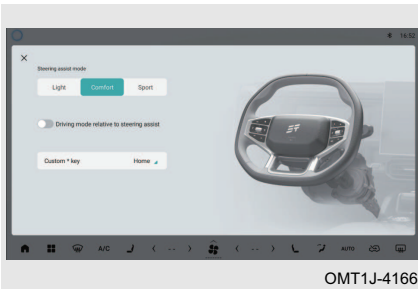 16:52
Steering assist mode
Light Comfort Sport
Driving mode relative to steering assist
Custom * key Home
A/C < -- > < -- > AUTO
OMT1J-4166